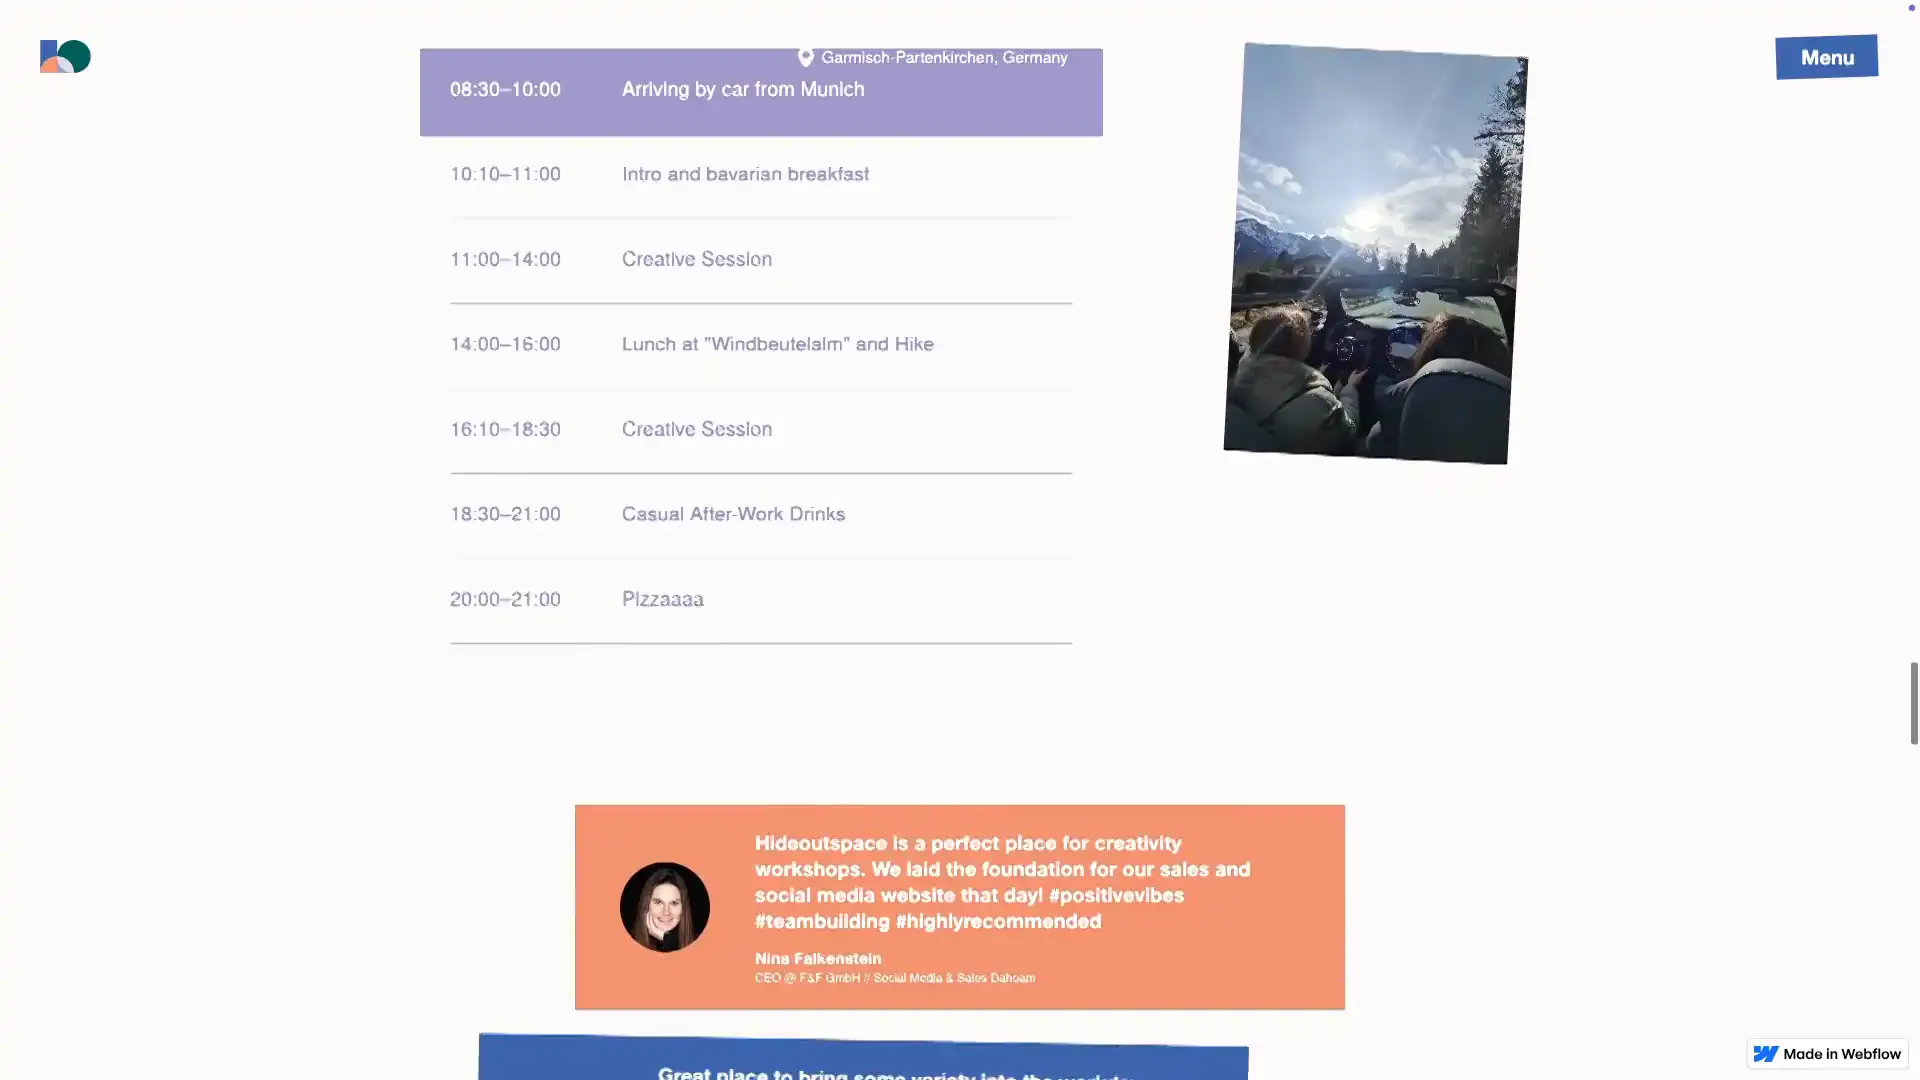 Menu
Garmisch-Partenkirchen, Germany
08:30–10:00 Arriving by car from Munich
10:10–11:00 Intro and bavarian breakfast
11:00–14:00 Creative Session
14:00–16:00 Lunch at "Windbeutelalm" and Hike
16:10–18:30 Creative Session
18:30–21:00 Casual After-Work Drinks
20:00–21:00 Pizzaaaa
Hideoutspace is a perfect place for creativity
workshops. We laid the foundation for our sales and
social media website that day! #positivevibes
#teambuilding #highlyrecommended
Nina Falkenstein
CEO @ F&F GmbH // Social Media & Sales Dahoam
Great place to bring some variety into the
Made in Webflow